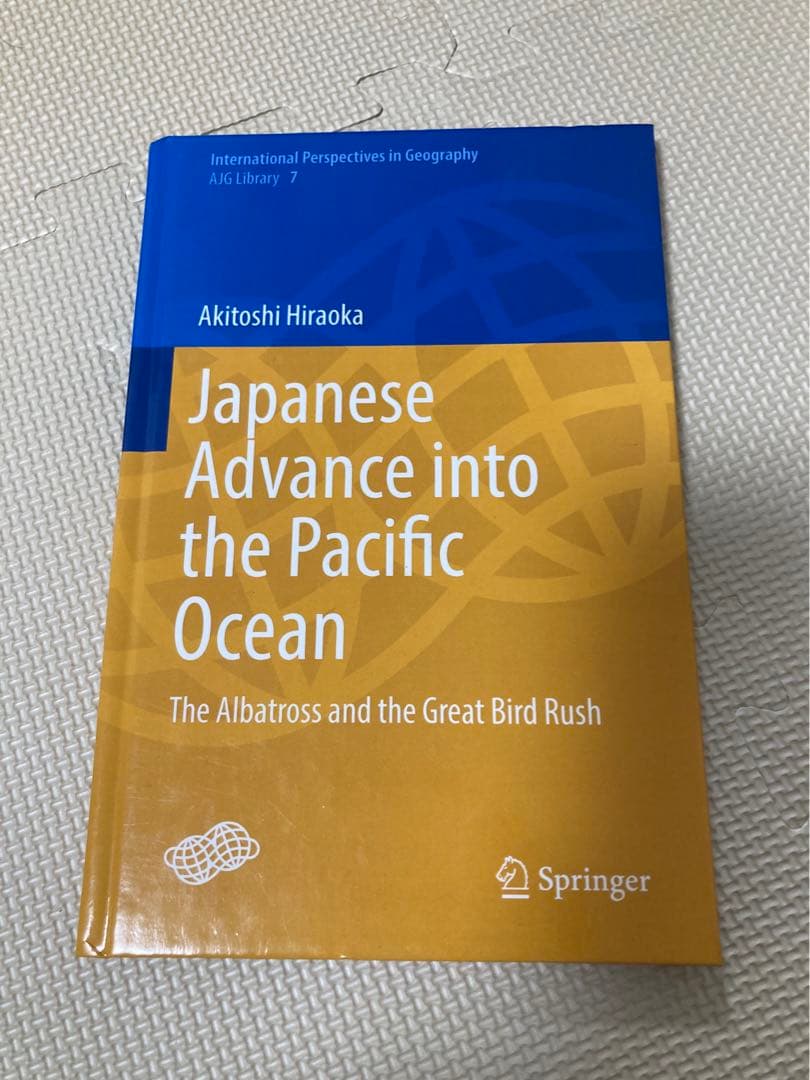 International Perspectives in Geography
AJG Library 7
Akitoshi Hiraoka
Japanese
Advance into
the Pacific
Ocean
The Albatross and the Great Bird Rush
Springer